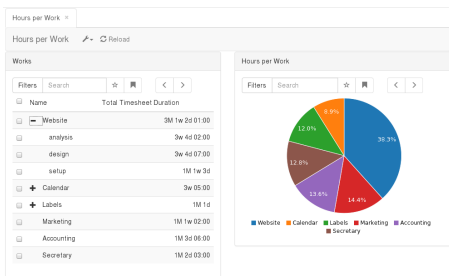 Hours per Work ×
Hours per Work Reload
Works
Filters Search
Name Total Timesheet Duration
Website 3M 1w 2d 01:00
analysis 3w 4d 02:00
design 3w 4d 07:00
setup 1M 1w 3d
Calendar 3w 05:00
Labels 1M 1d
Marketing 1M 1w 02:00
Accounting 1M 3d 06:00
Secretary 1M 2d 03:00
Hours per Work
Filters Search
8.9%
12.0%
38.3%
12.8%
13.6%
14.4%
Website Calendar Labels Marketing Accounting
Secretary